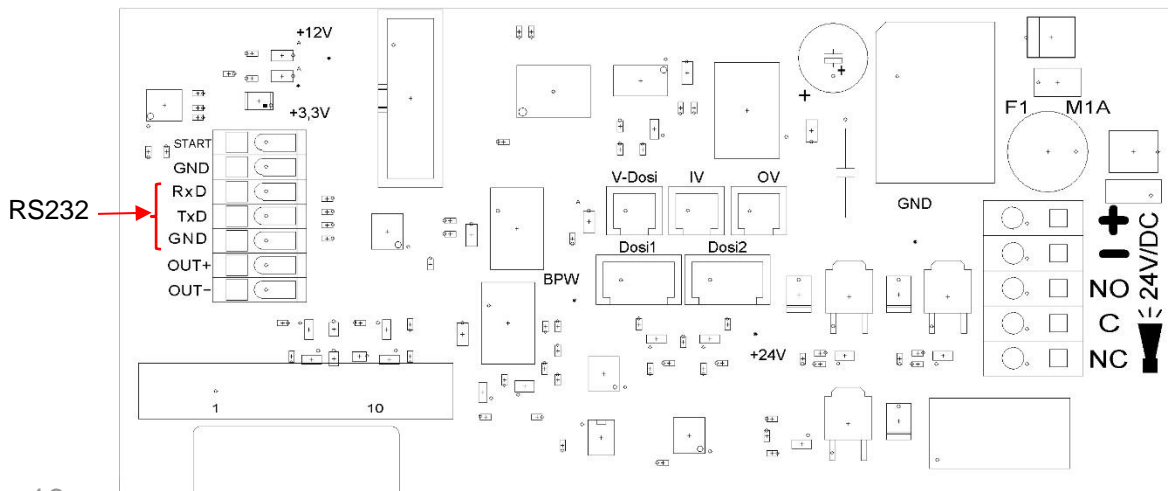 +12V
A
A
+3,3V
START
GND
RxD
TxD
GND
OUT+
OUT-
RS232
V-Dosi IV OV
A
Dosi1 Dosi2
BPW
+24V
1 10
+
+
F1 M1A
GND
+
-
NO
C
NC
24V/DC